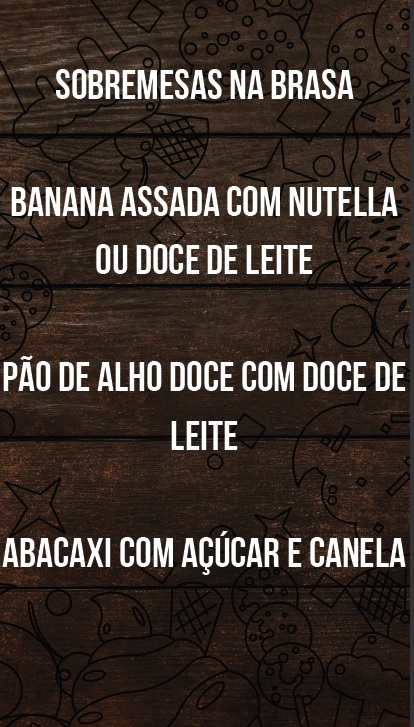 SOBREMESAS NA BRASA
BANANA ASSADA COM NUTELLA
OU DOCE DE LEITE
PÃO DE ALHO DOCE COM DOCE DE
LEITE
ABACAXI COM AÇÚCAR E CANELA